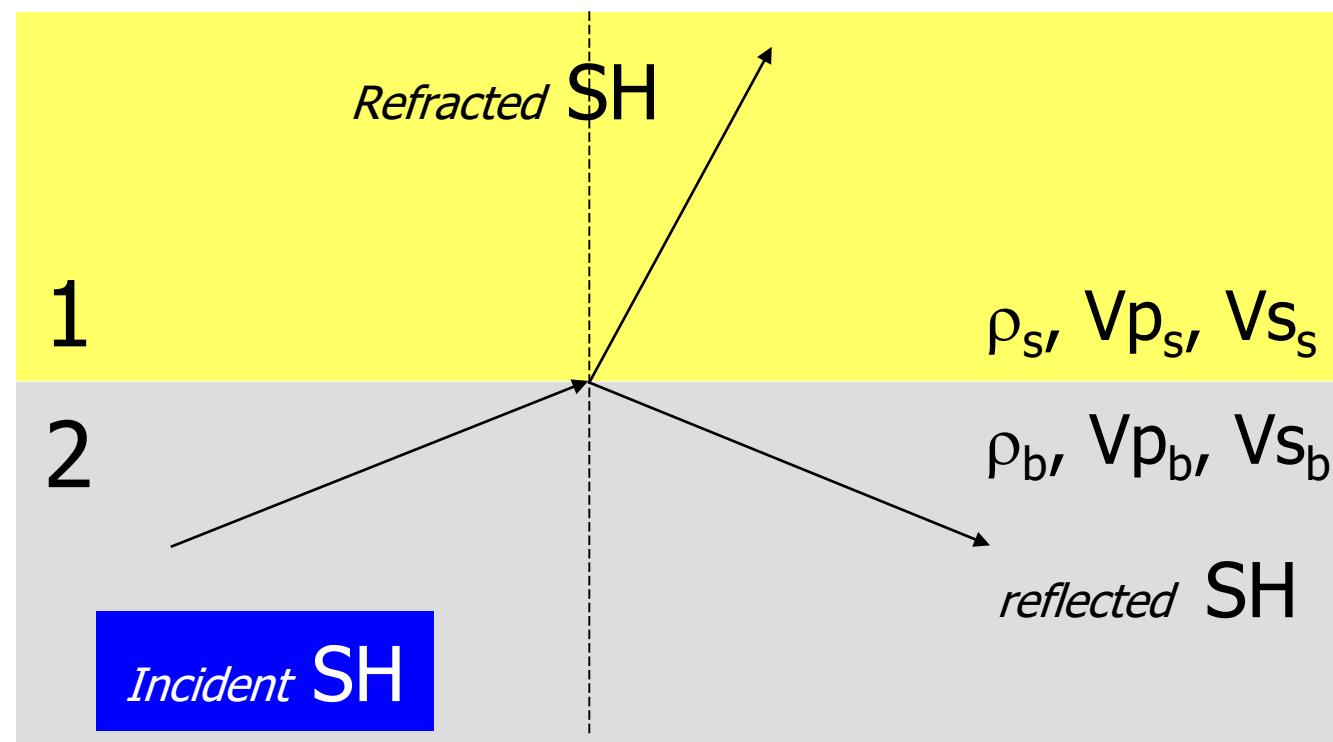 Refracted SH
1
ρs, Vps, Vss
2
ρb, Vpb, Vsb
reflected SH
Incident SH